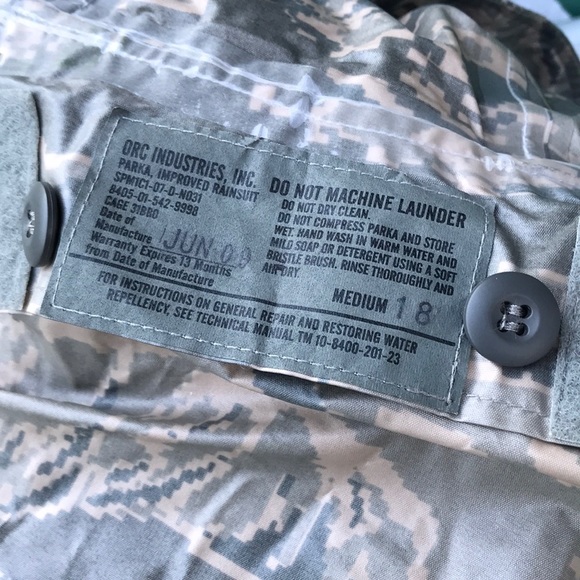 ORC INDUSTRIES, INC.
PARKA, IMPROVED RAINSUIT
SPM1C1-07-D-N031
8405-01-542-9998
CAGE 31BB0
Date of
Manufacture JUN 09
Warranty Expires 13 Months
from Date of Manufacture
DO NOT MACHINE LAUNDER
DO NOT DRY CLEAN.
DO NOT COMPRESS PARKA AND STORE
WET. HAND WASH IN WARM WATER AND
MILD SOAP OR DETERGENT USING A SOFT
BRISTLE BRUSH. RINSE THOROUGHLY AND
AIR DRY
MEDIUM 18
FOR INSTRUCTIONS ON GENERAL REPAIR AND RESTORING WATER
REPELLENCY, SEE TECHNICAL MANUAL TM 10-8400-201-23